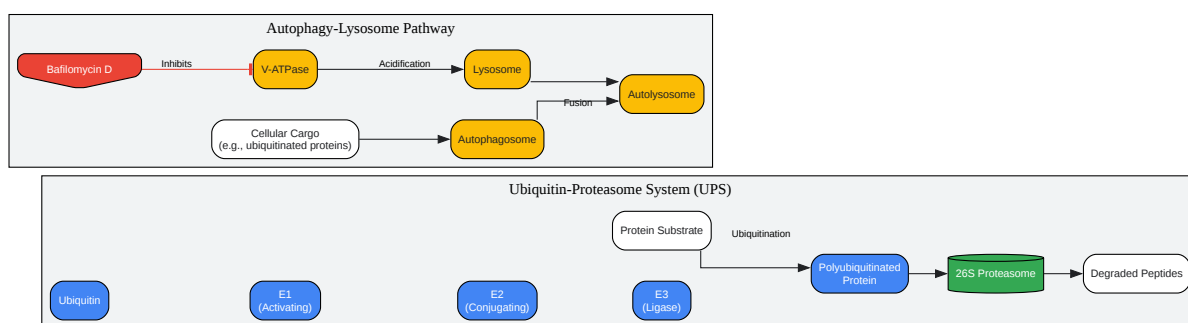 Autophagy-Lysosome Pathway
Bafilomycin D
Inhibits
V-ATPase
Acidification
Lysosome
Autolysosome
Fusion
Cellular Cargo
(e.g., ubiquitinated proteins)
Autophagosome
Ubiquitin-Proteasome System (UPS)
Protein Substrate
Ubiquitination
Polyubiquitinated
Protein
26S Proteasome
Degraded Peptides
Ubiquitin
E1
(Activating)
E2
(Conjugating)
E3
(Ligase)